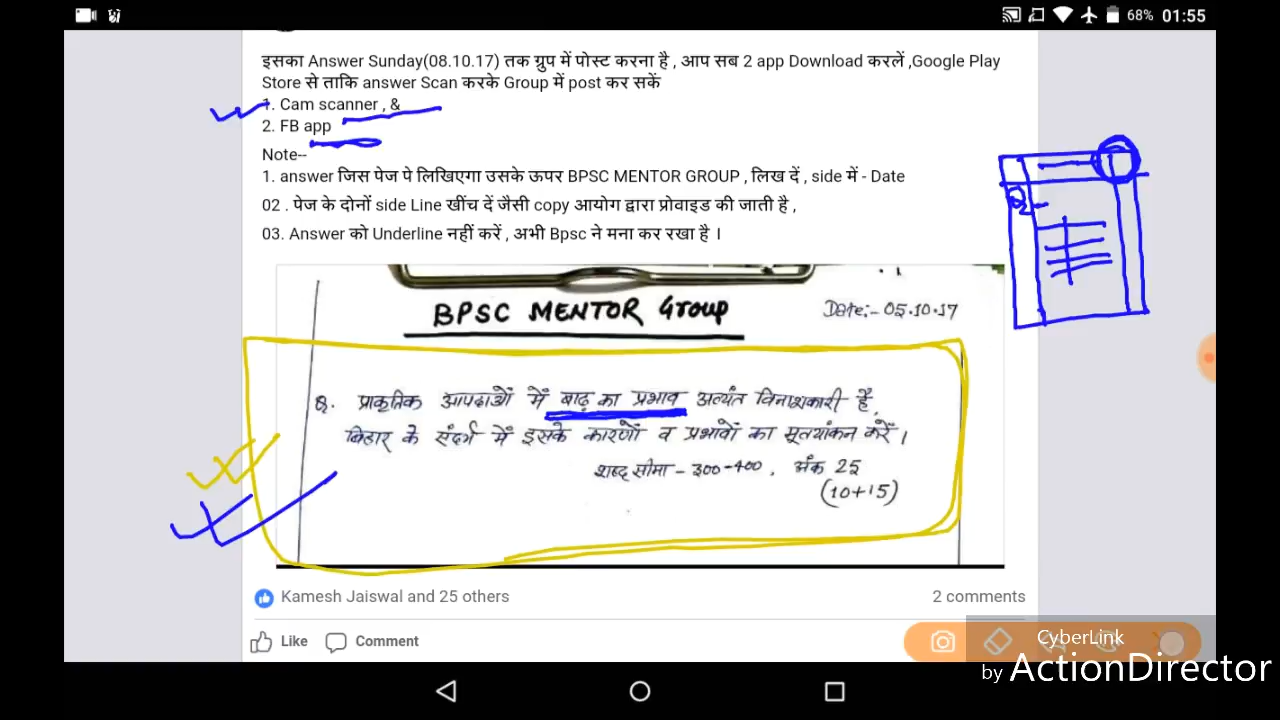 68% 01:55
इसका Answer Sunday(08.10.17) तक ग्रुप में पोस्ट करना है , आप सब 2 app Download करलें ,Google Play
Store से ताकि answer Scan करके Group में post कर सकें
1. Cam scanner , &
2. FB app
Note--
1. answer जिस पेज पे लिखिएगा उसके ऊपर BPSC MENTOR GROUP , लिख दें , side में - Date
02 . पेज के दोनों side Line खींच दें जैसी copy आयोग द्वारा प्रोवाइड की जाती है ,
03. Answer को Underline नहीं करें , अभी Bpsc ने मना कर रखा है ।
BPSC MENTOR Group Date:- 05.10.17
Q. प्राकृतिक आपदाओं में बाढ़ का प्रभाव अत्यंत विनाशकारी है,
बिहार के संदर्भ में इसके कारणों व प्रभावों का मूल्यांकन करें ।
शब्द सीमा - 300-400, अंक 25
(10+15)
Kamesh Jaiswal and 25 others 2 comments
Like Comment
CyberLink
by ActionDirector